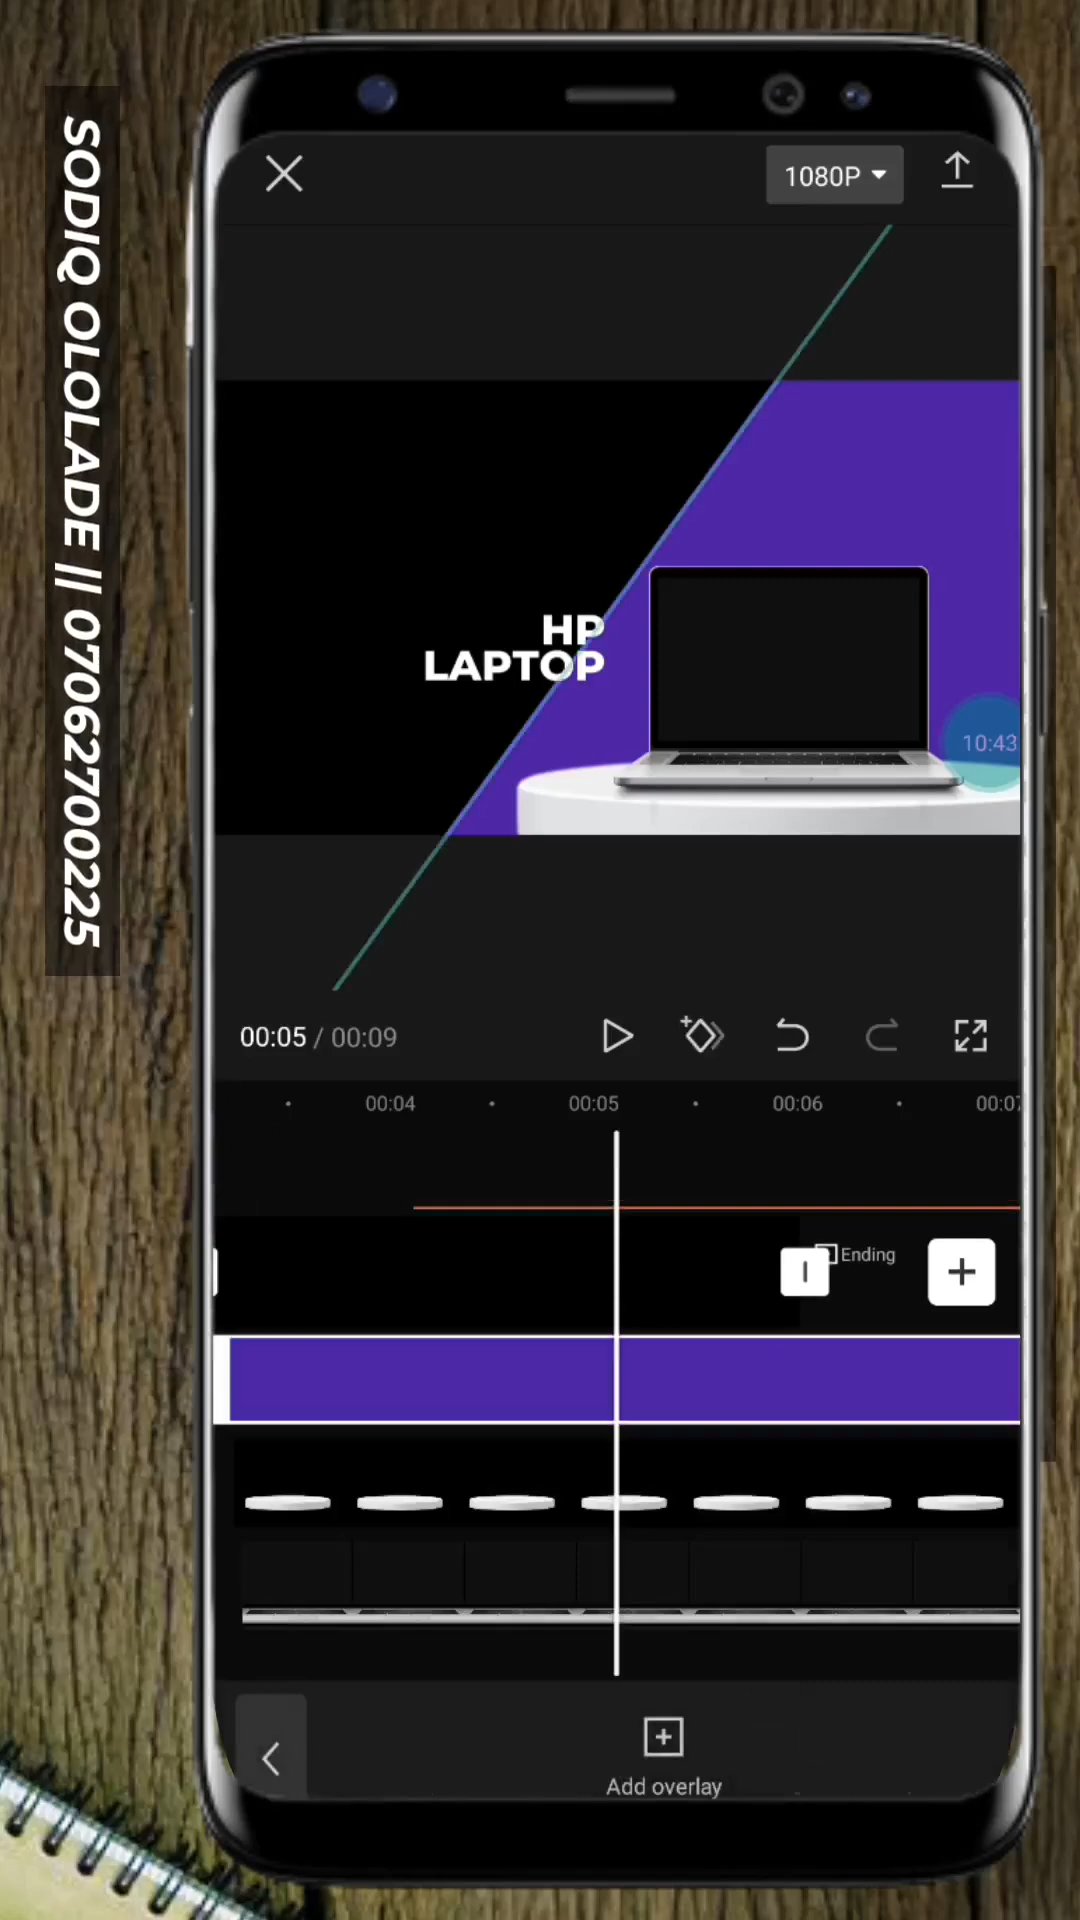 SODIQ OLOLADE || 07062700225
1080P
HP
LAPTOP
10:43
00:05 / 00:09
00:04
00:05
00:06
00:07
Ending
Add overlay